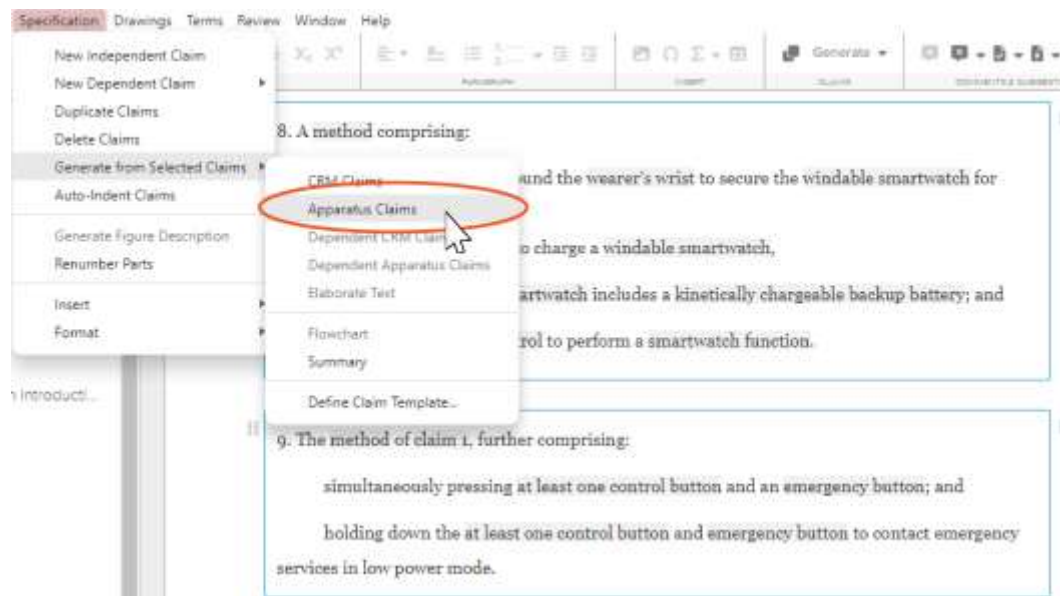 Specification Drawings Terms Review Window Help
New Independent Claim
New Dependent Claim
Duplicate Claims
Delete Claims
Generate from Selected Claims
Auto-Indent Claims
Generate Figure Description
Renumber Parts
Insert
Format
CRM Claims
Apparatus Claims
Dependent CRM Claim
Dependent Apparatus Claims
Elaborate Text
Flowchart
Summary
Define Claim Template...
Generate
8. A method comprising:
und the wearer's wrist to secure the windable smartwatch for
o charge a windable smartwatch,
artwatch includes a kinetically chargeable backup battery; and
rol to perform a smartwatch function.
9. The method of claim 1, further comprising:
simultaneously pressing at least one control button and an emergency button; and
holding down the at least one control button and emergency button to contact emergency
services in low power mode.